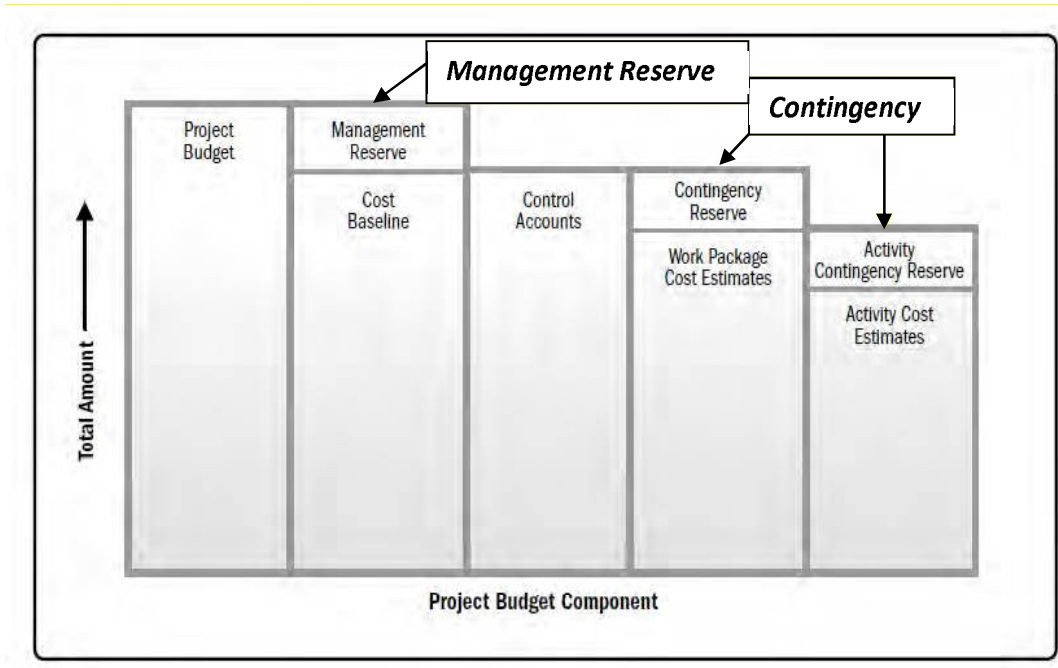 Management Reserve
Contingency
Project
Budget
Management
Reserve
Cost
Baseline
Control
Accounts
Contingency
Reserve
Work Package
Cost Estimates
Activity
Contingency Reserve
Activity Cost
Estimates
Total Amount
Project Budget Component